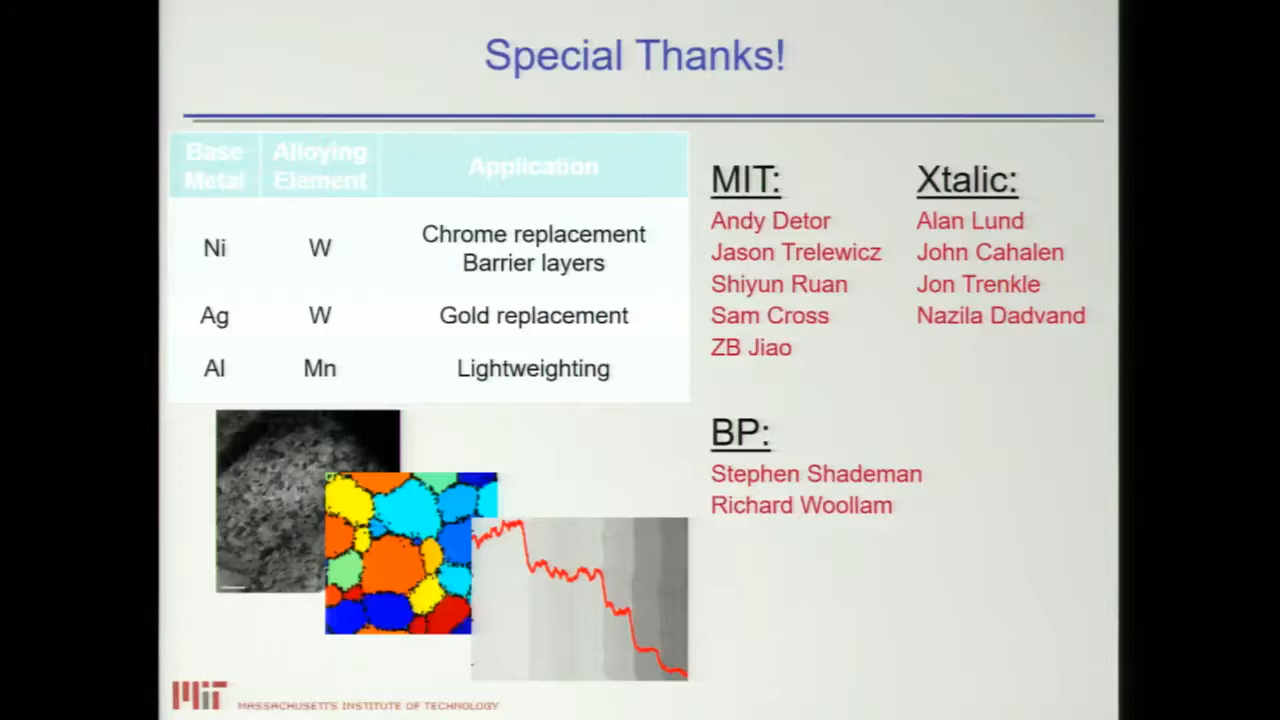 Special Thanks!
Base Metal
Alloying Element
Application
Ni W Chrome replacement
Barrier layers
Ag W Gold replacement
Al Mn Lightweighting
MIT:
Andy Detor
Jason Trelewicz
Shiyun Ruan
Sam Cross
ZB Jiao
Xtalic:
Alan Lund
John Cahalen
Jon Trenkle
Nazila Dadvand
BP:
Stephen Shademan
Richard Woollam
MIT MASSACHUSETTS INSTITUTE OF TECHNOLOGY